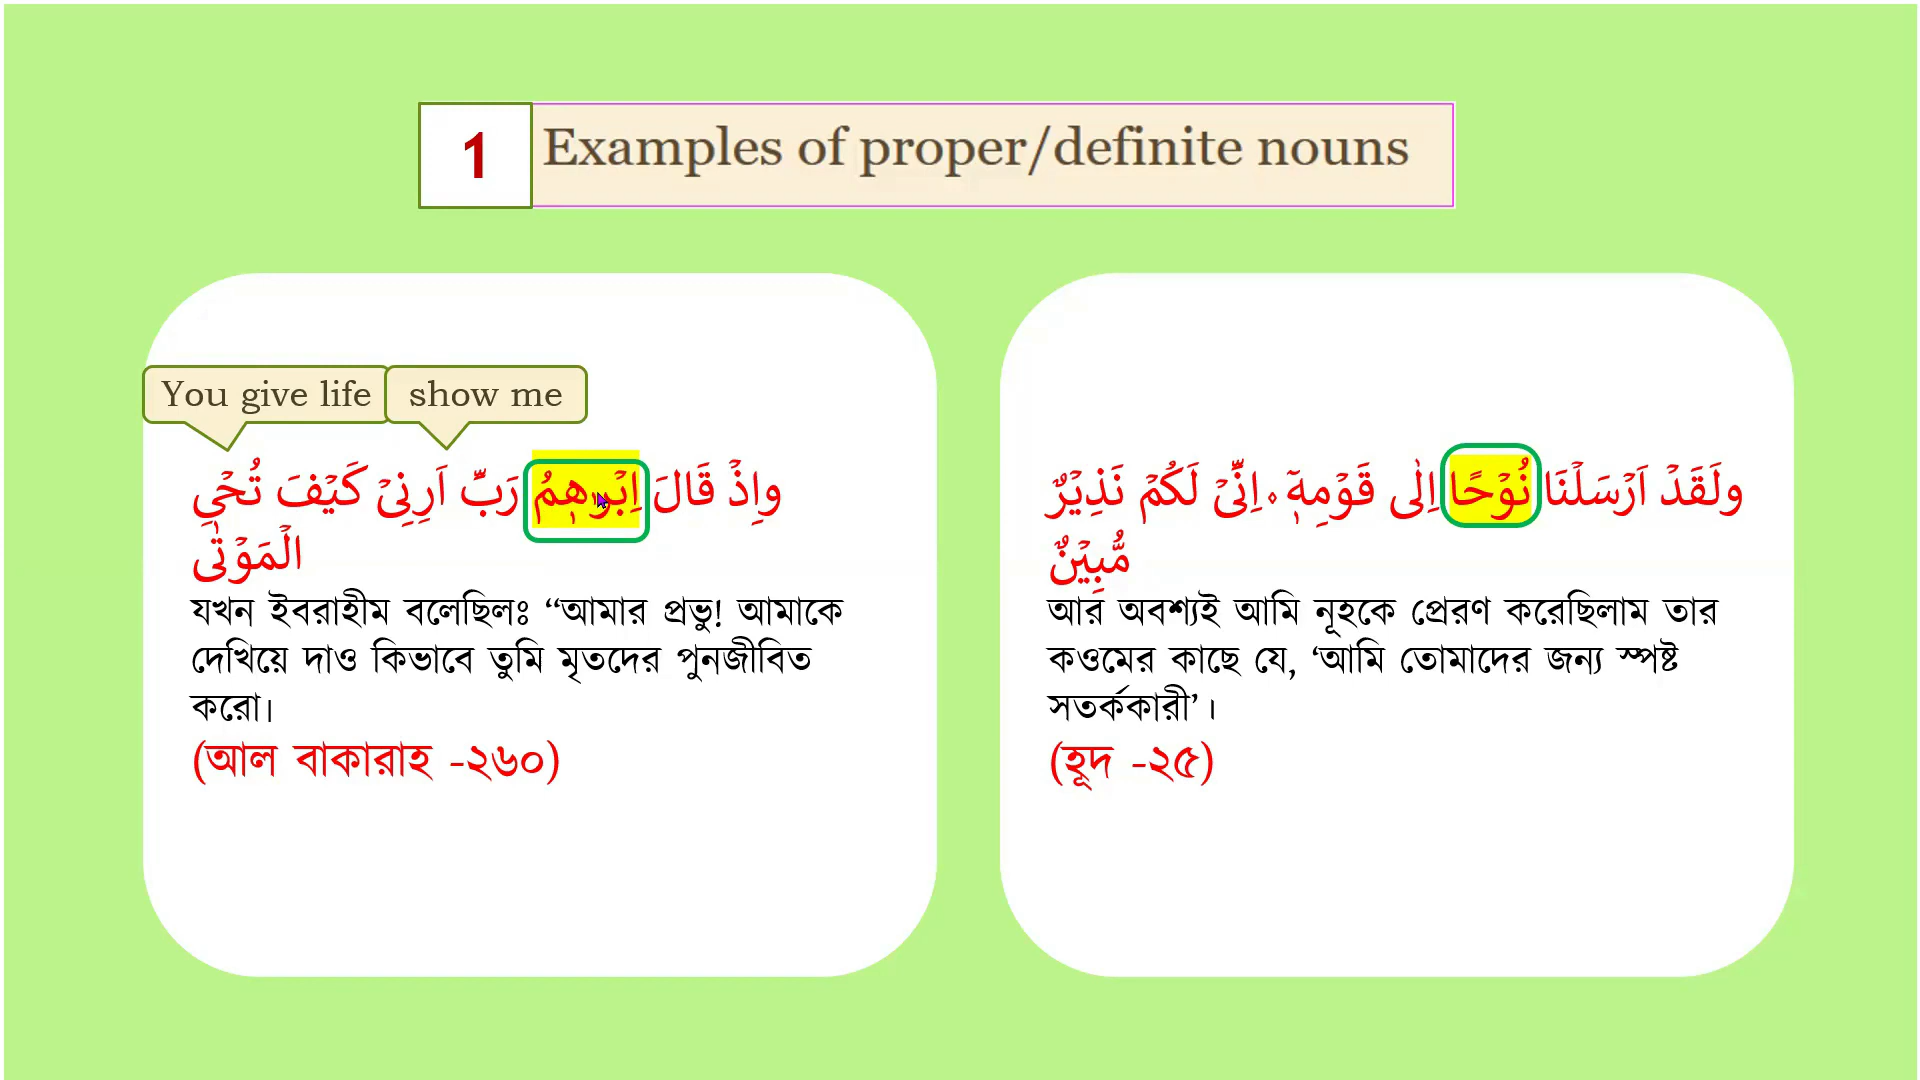 1 Examples of proper/definite nouns
You give life
show me
واِذۡ قَالَ اِبۡرٰهٖمُ رَبِّ اَرِنِىۡ كَيۡفَ تُحۡىِ
الۡمَوۡتٰى
যখন ইবরাহীম বলেছিলঃ “আমার প্রভু! আমাকে
দেখিয়ে দাও কিভাবে তুমি মৃতদের পুনজীবিত
করো।
(আল বাকারাহ -২৬০)
ولَقَدۡ اَرۡسَلۡنَا نُوۡحًا اِلٰى قَوۡمِهٖۤ ۚ اِنِّىۡ لَكُمۡ نَذِيۡرٌ
مُّبِيۡنٌ
আর অবশ্যই আমি নূহকে প্রেরণ করেছিলাম তার
কওমের কাছে যে, ‘আমি তোমাদের জন্য স্পষ্ট
সতর্ককারী’।
(হূদ -২৫)